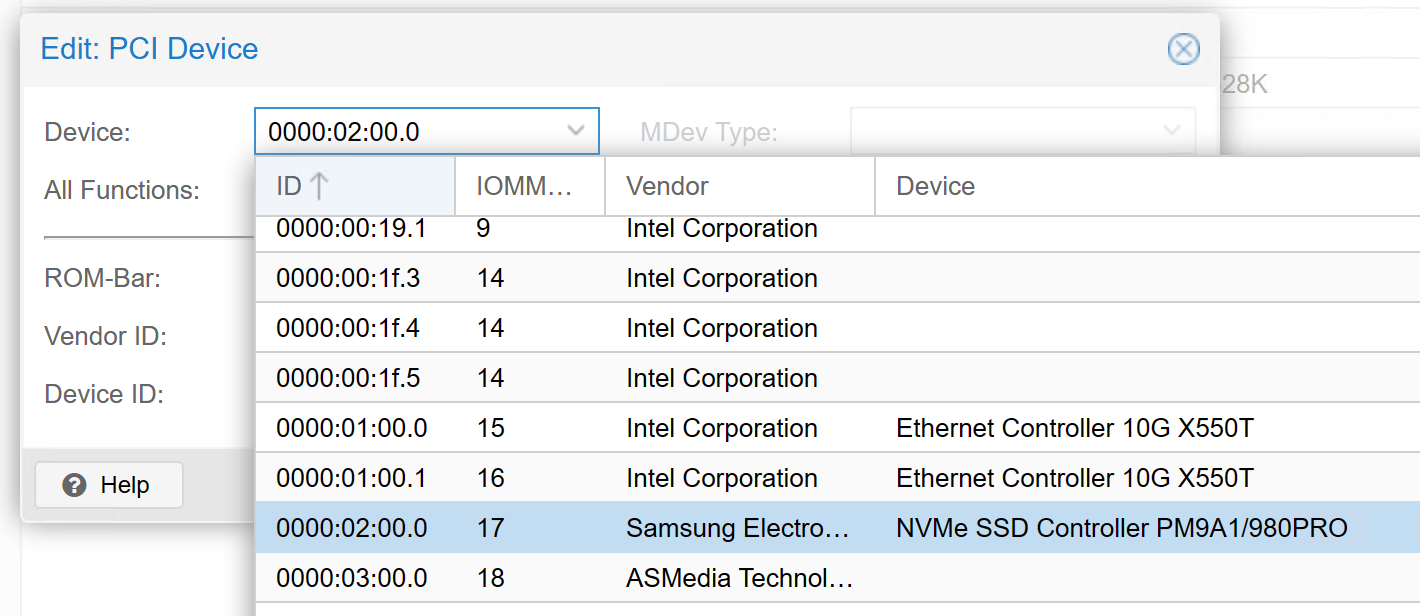 Edit: PCI Device
28K
Device: 0000:02:00.0 MDev Type:
ID IOMM... Vendor Device
All Functions:
0000:00:19.1 9 Intel Corporation
0000:00:1f.3 14 Intel Corporation
ROM-Bar:
0000:00:1f.4 14 Intel Corporation
Vendor ID:
0000:00:1f.5 14 Intel Corporation
Device ID:
0000:01:00.0 15 Intel Corporation Ethernet Controller 10G X550T
0000:01:00.1 16 Intel Corporation Ethernet Controller 10G X550T
Help
0000:02:00.0 17 Samsung Electro... NVMe SSD Controller PM9A1/980PRO
0000:03:00.0 18 ASMedia Technol...